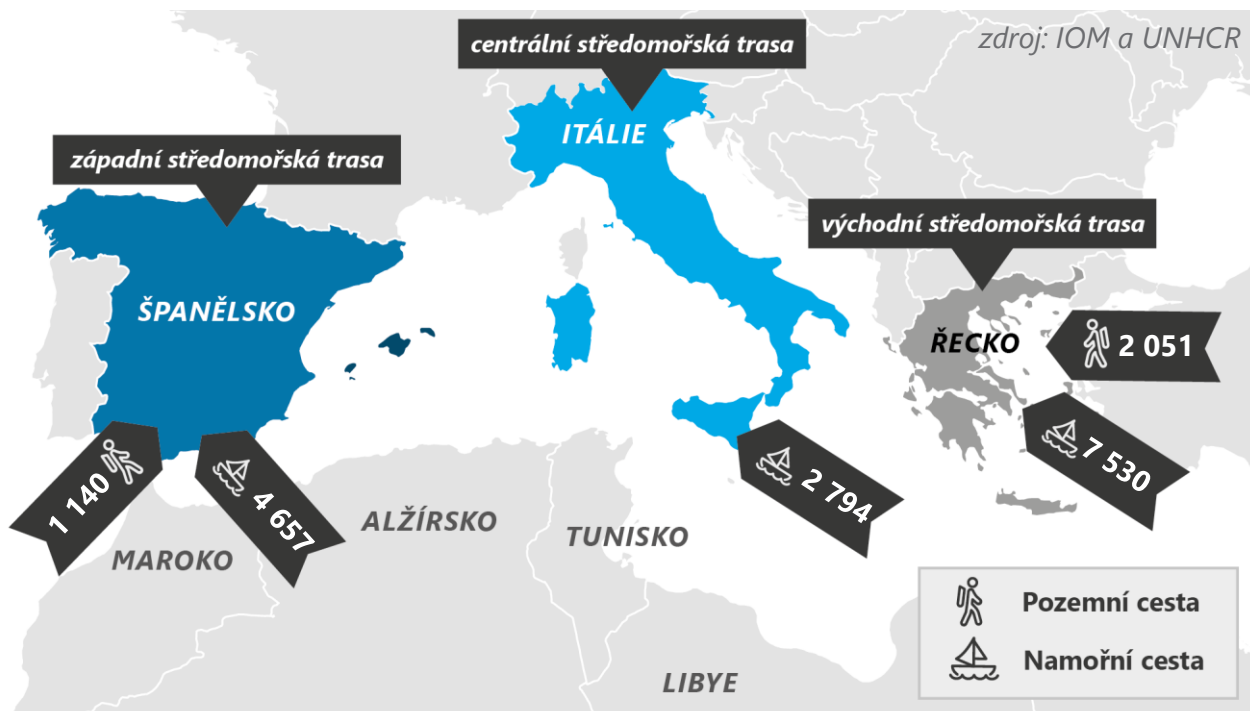 centrální středomořská trasa
zdroj: IOM a UNHCR
ITÁLIE
západní středomořská trasa
východní středomořská trasa
ŠPANĚLSKO
ŘECKO
2 051
7 530
1 140
4 657
2 794
ALŽÍRSKO
TUNISKO
MAROKO
Pozemní cesta
Namořní cesta
LIBYE